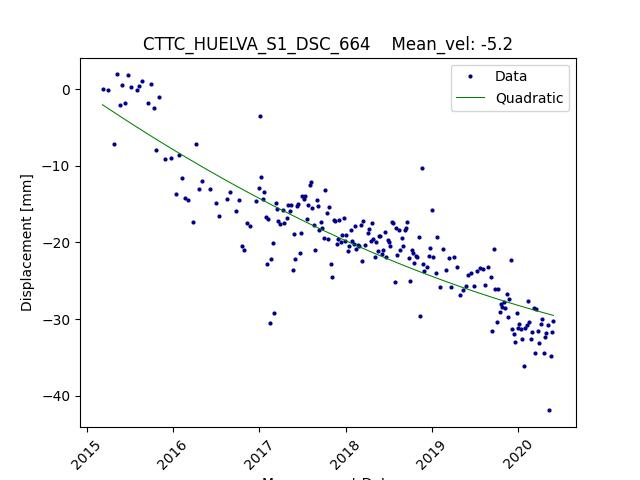 CTTC_HUELVA_S1_DSC_664    Mean_vel: -5.2
Data
Quadratic
Displacement [mm]
0
−10
−20
−30
−40
2015
2016
2017
2018
2019
2020